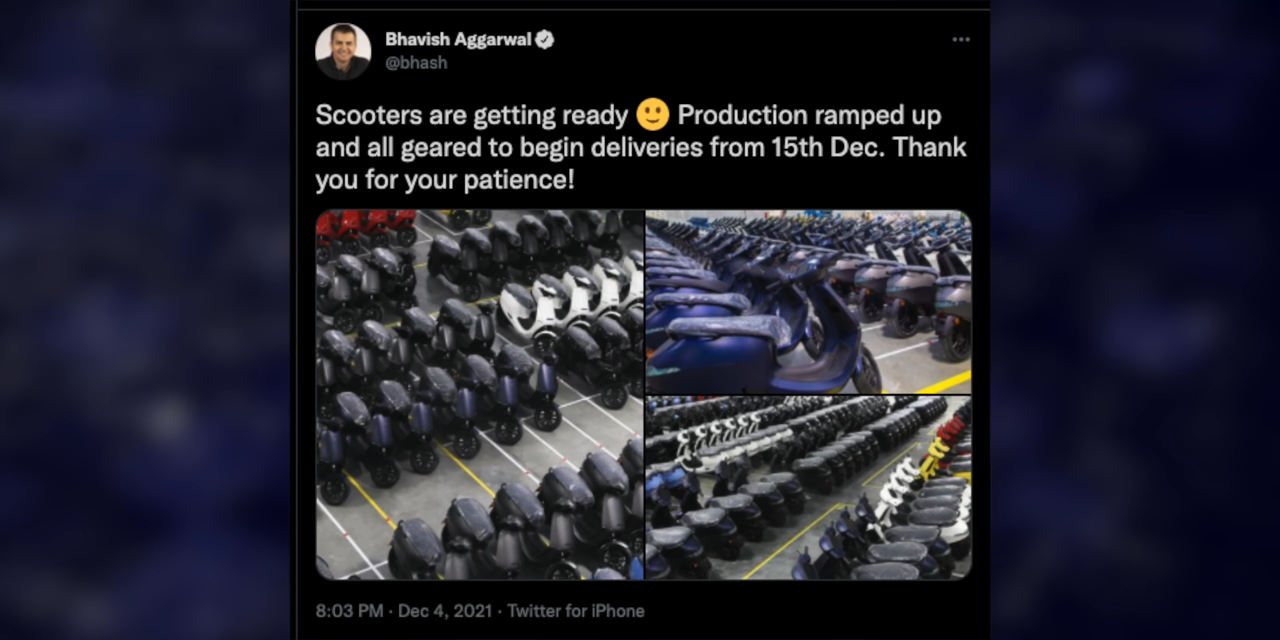 Bhavish Aggarwal
@bhash
Scooters are getting ready 🙂 Production ramped up
and all geared to begin deliveries from 15th Dec. Thank
you for your patience!
8:03 PM · Dec 4, 2021 · Twitter for iPhone